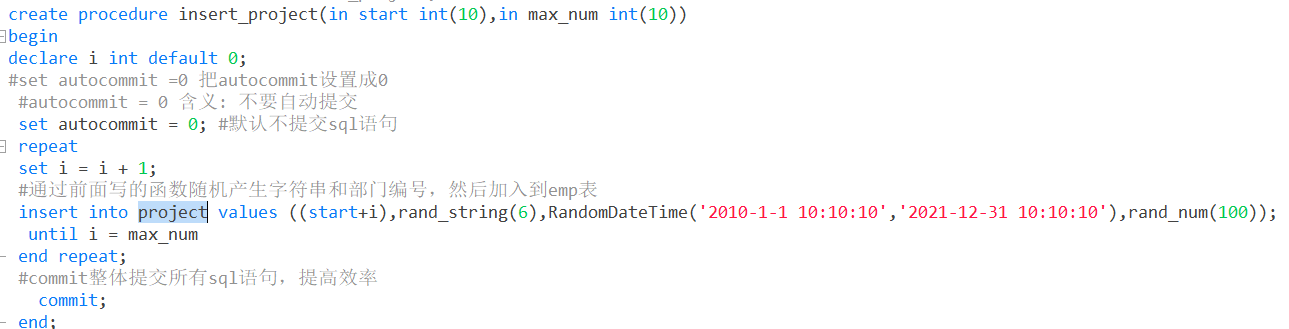 create procedure insert_project(in start int(10),in max_num int(10))
begin
declare i int default 0;
#set autocommit =0 把autocommit设置成0
#autocommit = 0 含义: 不要自动提交
set autocommit = 0; #默认不提交sql语句
repeat
set i = i + 1;
#通过前面写的函数随机产生字符串和部门编号，然后加入到emp表
insert into project values ((start+i),rand_string(6),RandomDateTime('2010-1-1 10:10:10','2021-12-31 10:10:10'),rand_num(100));
until i = max_num
end repeat;
#commit整体提交所有sql语句，提高效率
commit;
end;